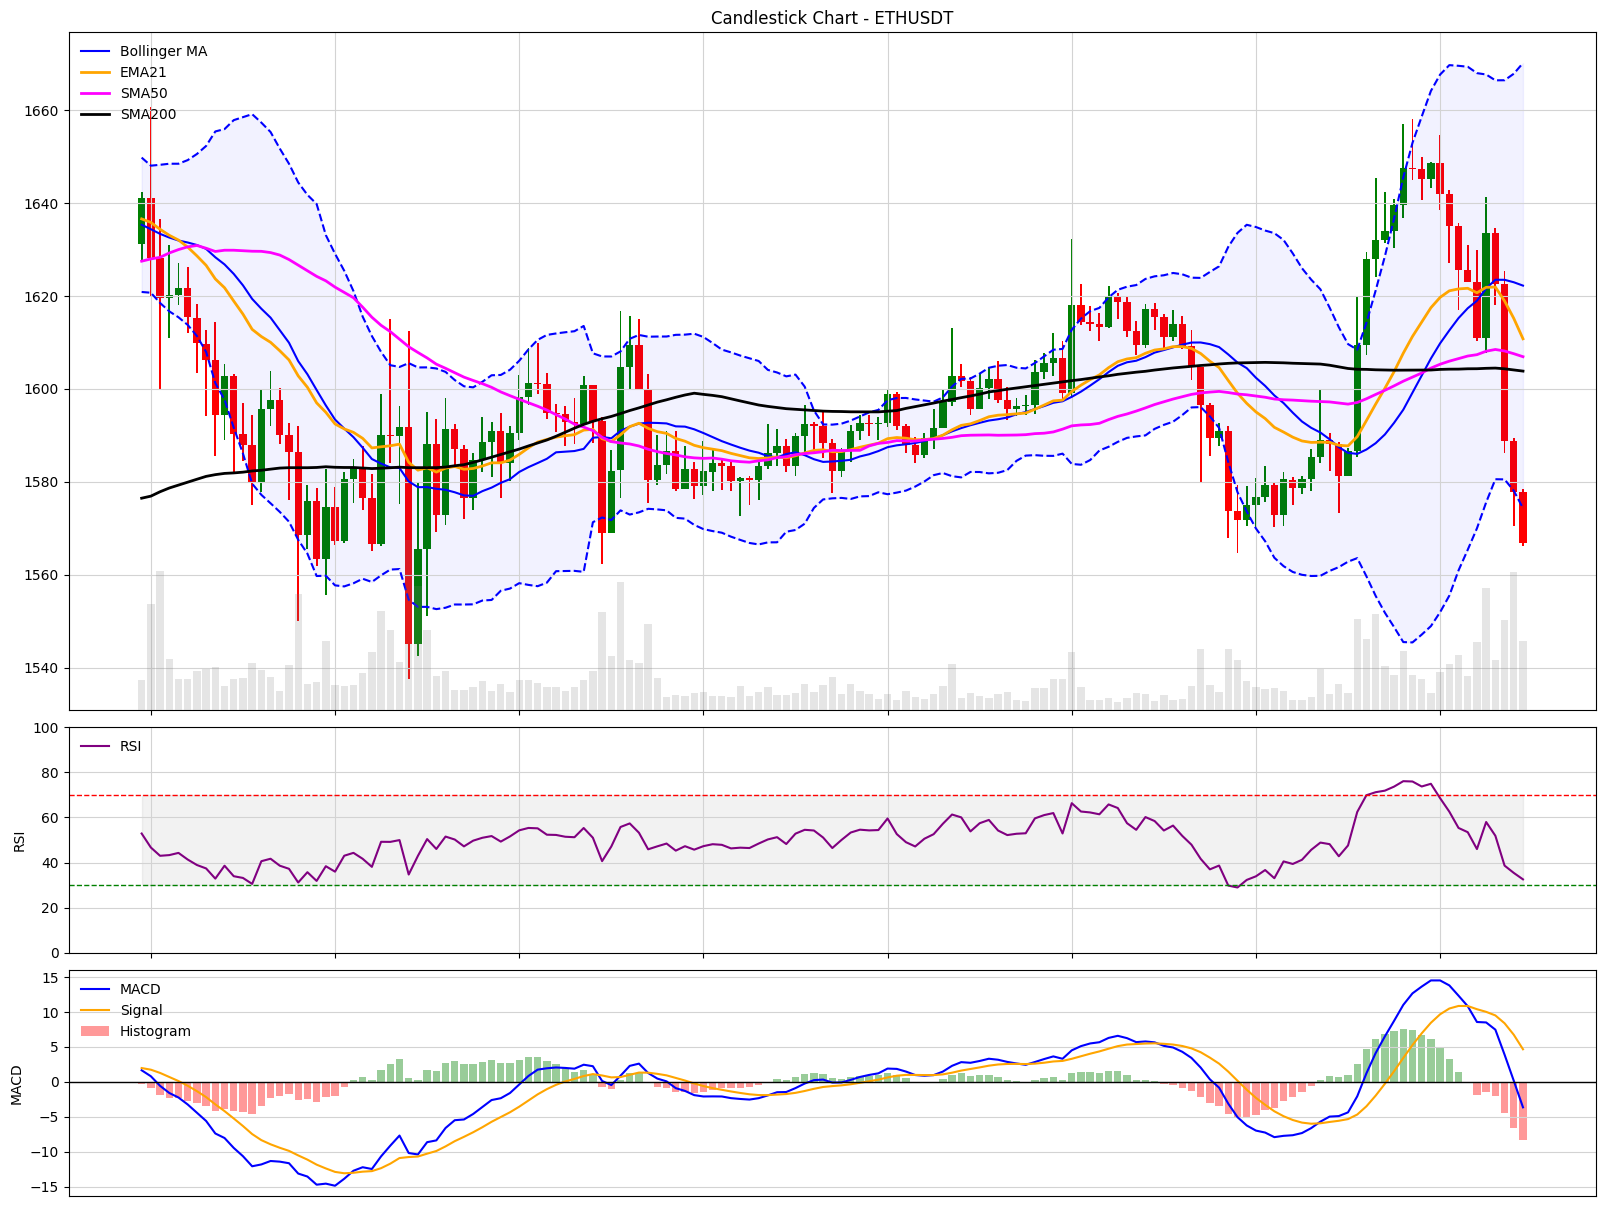 Candlestick Chart - ETHUSDT
Bollinger MA
EMA21
SMA50
SMA200
1660
1640
1620
1600
1580
1560
1540
100
80
60
40
20
0
RSI
RSI
15
10
5
0
−5
−10
−15
MACD
MACD
Signal
Histogram